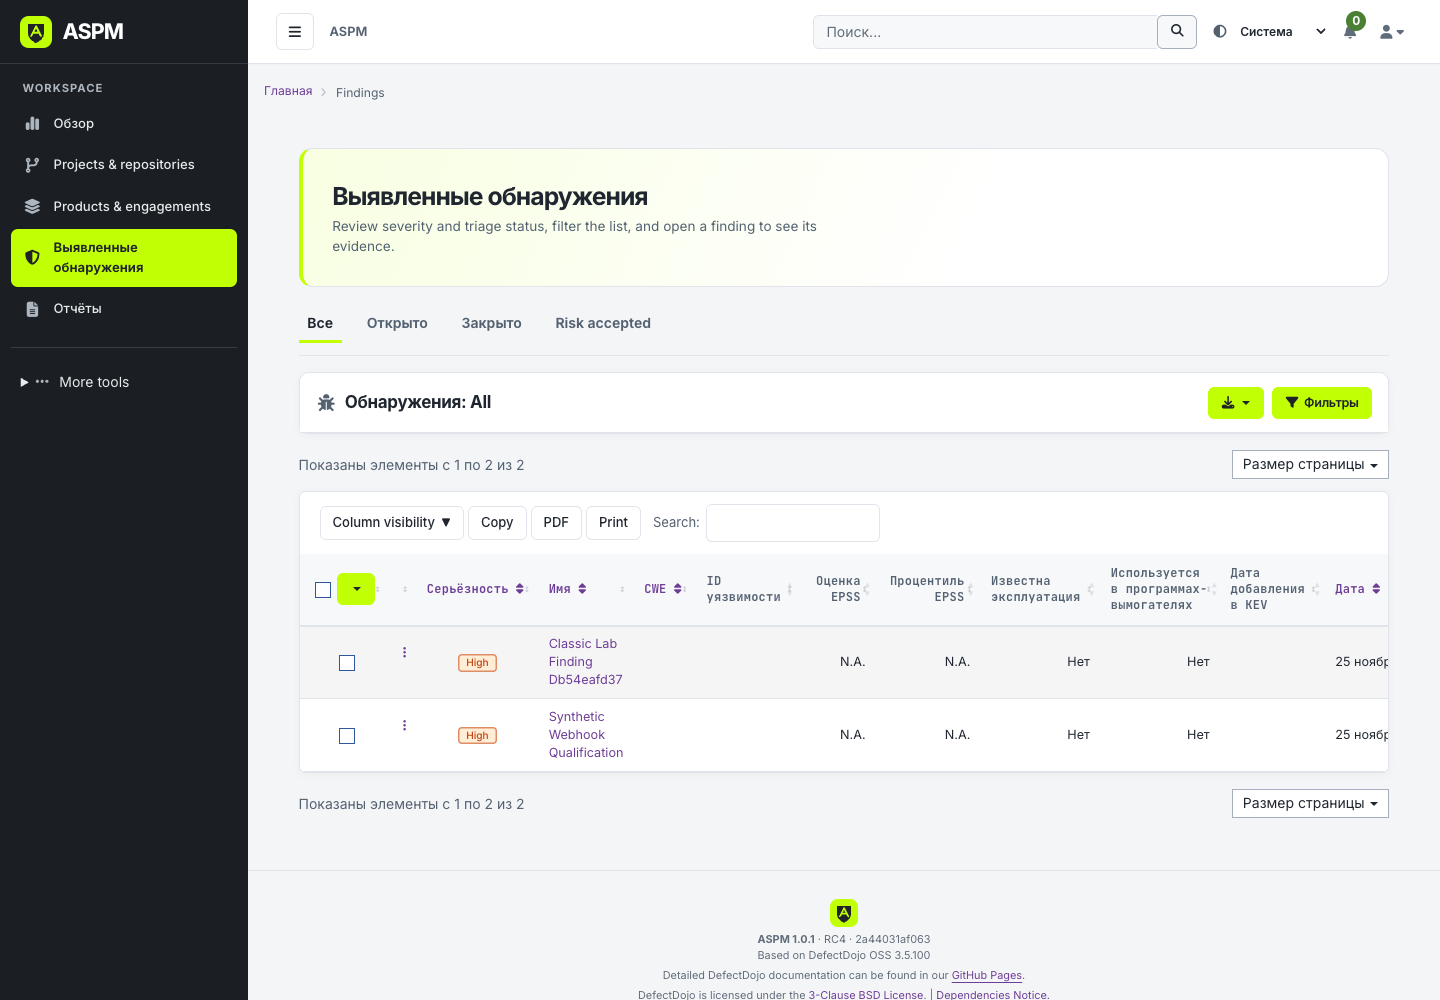 ASPM
ASPM
Поиск...
Система
0
WORKSPACE
Обзор
Projects & repositories
Products & engagements
Выявленные
обнаружения
Отчёты
More tools
Главная
Findings
Выявленные обнаружения
Review severity and triage status, filter the list, and open a finding to see its
evidence.
Все Открыто Закрыто Risk accepted
Обнаружения: All
Фильтры
Показаны элементы с 1 по 2 из 2
Размер страницы
Column visibility ▼ Copy PDF Print Search:
Серьёзность Имя CWE ID уязвимости Оценка EPSS Процентиль EPSS Известна эксплуатация Используется в программах-вымогателях Дата добавления в KEV Дата
High
Classic Lab
Finding
Db54eafd37
N.A. N.A. Нет Нет 25 ноябр
High
Synthetic
Webhook
Qualification
N.A. N.A. Нет Нет 25 ноябр
Показаны элементы с 1 по 2 из 2
Размер страницы
ASPM 1.0.1 · RC4 · 2a44031af063
Based on DefectDojo OSS 3.5.100
Detailed DefectDojo documentation can be found in our GitHub Pages.
DefectDojo is licensed under the 3-Clause BSD License. | Dependencies Notice.